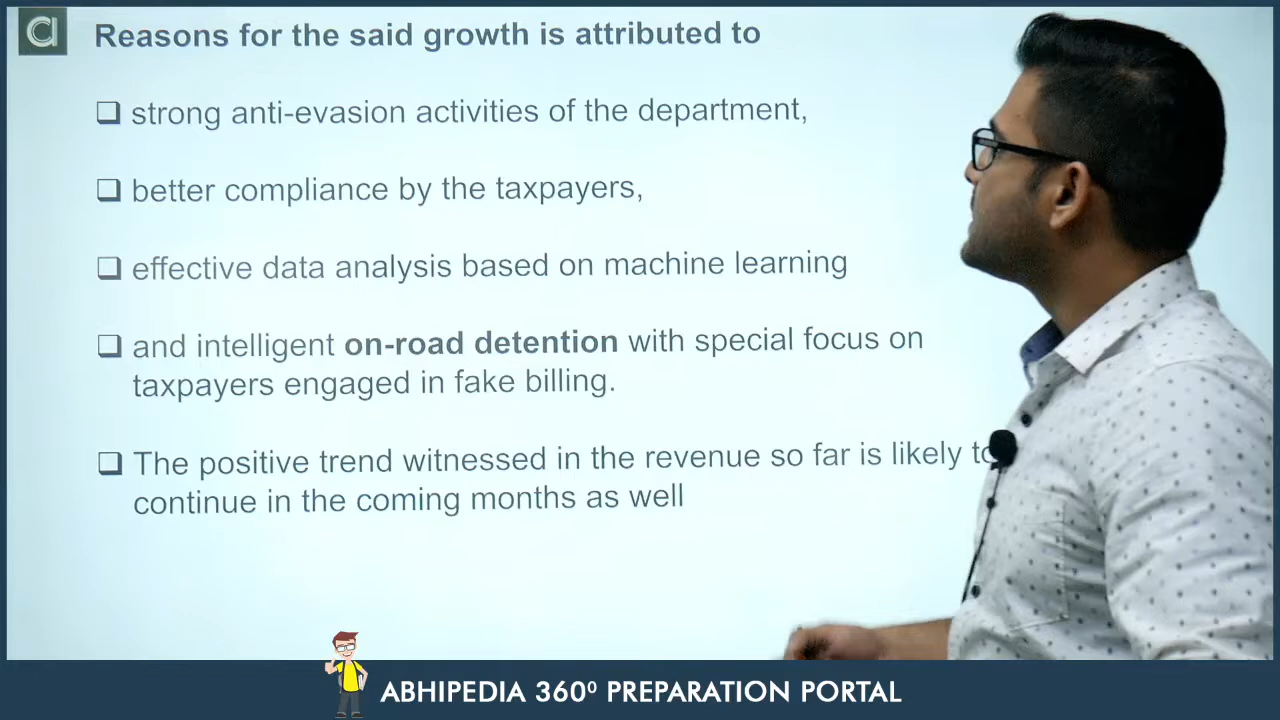 a
Reasons for the said growth is attributed to
strong anti-evasion activities of the department,
better compliance by the taxpayers,
effective data analysis based on machine learning
and intelligent on-road detention with special focus on
taxpayers engaged in fake billing.
The positive trend witnessed in the revenue so far is likely to
continue in the coming months as well
ABHIPEDIA 360⁰ PREPARATION PORTAL